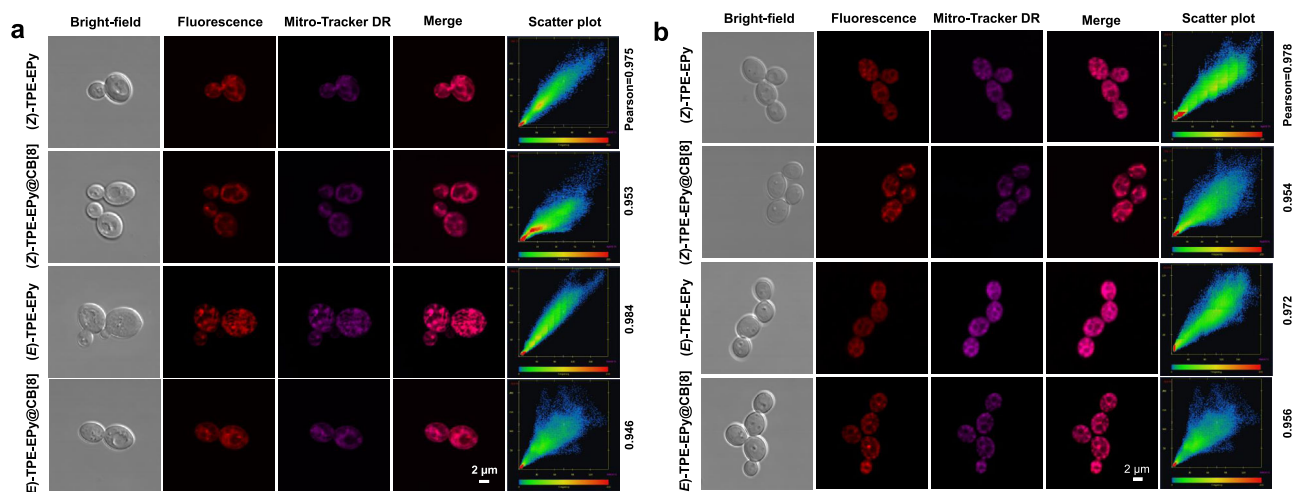 a
Bright-field Fluorescence Mitro-Tracker DR Merge Scatter plot
(Z)-TPE-EPy
Pearson=0.975
(Z)-TPE-EPy@CB[8]
0.953
(E)-TPE-EPy
0.984
E)-TPE-EPy@CB[8]
2 μm
0.946
b
Bright-field Fluorescence Mitro-Tracker DR Merge Scatter plot
(Z)-TPE-EPy
Pearson=0.978
(Z)-TPE-EPy@CB[8]
0.954
(E)-TPE-EPy
0.972
E)-TPE-EPy@CB[8]
2 μm
0.956